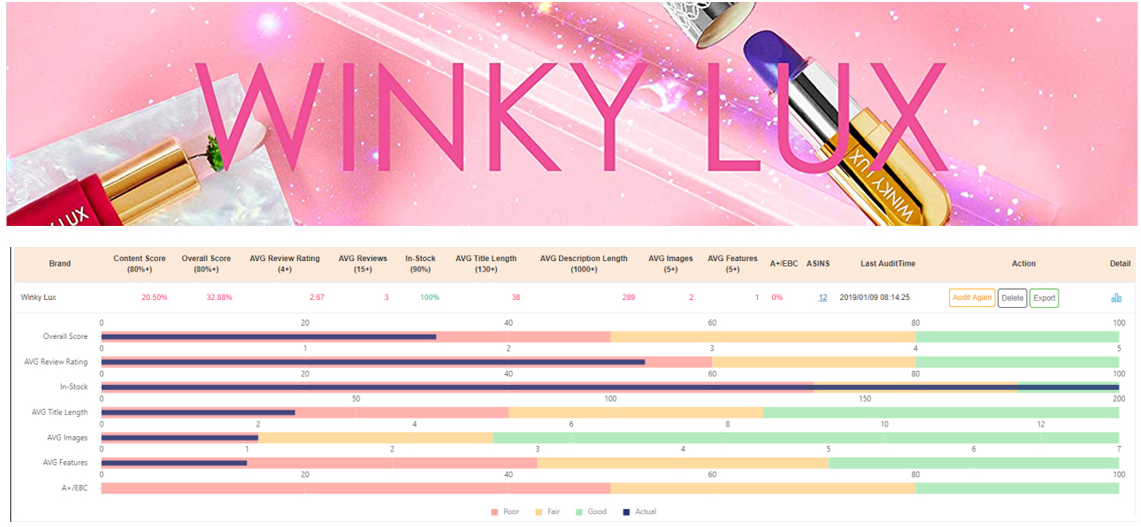 WINKY LUX
LUX
WINKY LUX
WINKY LUX
Brand Content Score (80%+) Overall Score (80%+) AVG Review Rating (4+) AVG Reviews (15+) In-Stock (90%) AVG Title Length (130+) AVG Description Length (1000+) AVG Images (5+) AVG Features (5+) A+/EBC ASINS Last AuditTime Action Detail
Winky Lux 20.50% 32.88% 2.67 3 100% 38 289 2 1 0% 12 2019/01/09 08:14:25 Audit Again Delete Export
0 20 40 60 80 100
Overall Score
0 1 2 3 4 5
AVG Review Rating
0 20 40 60 80 100
In-Stock
0 50 100 150 200
AVG Title Length
0 2 4 6 8 10 12
AVG Images
0 1 2 3 4 5 6 7
AVG Features
0 20 40 60 80 100
A+/EBC
Poor Fair Good Actual